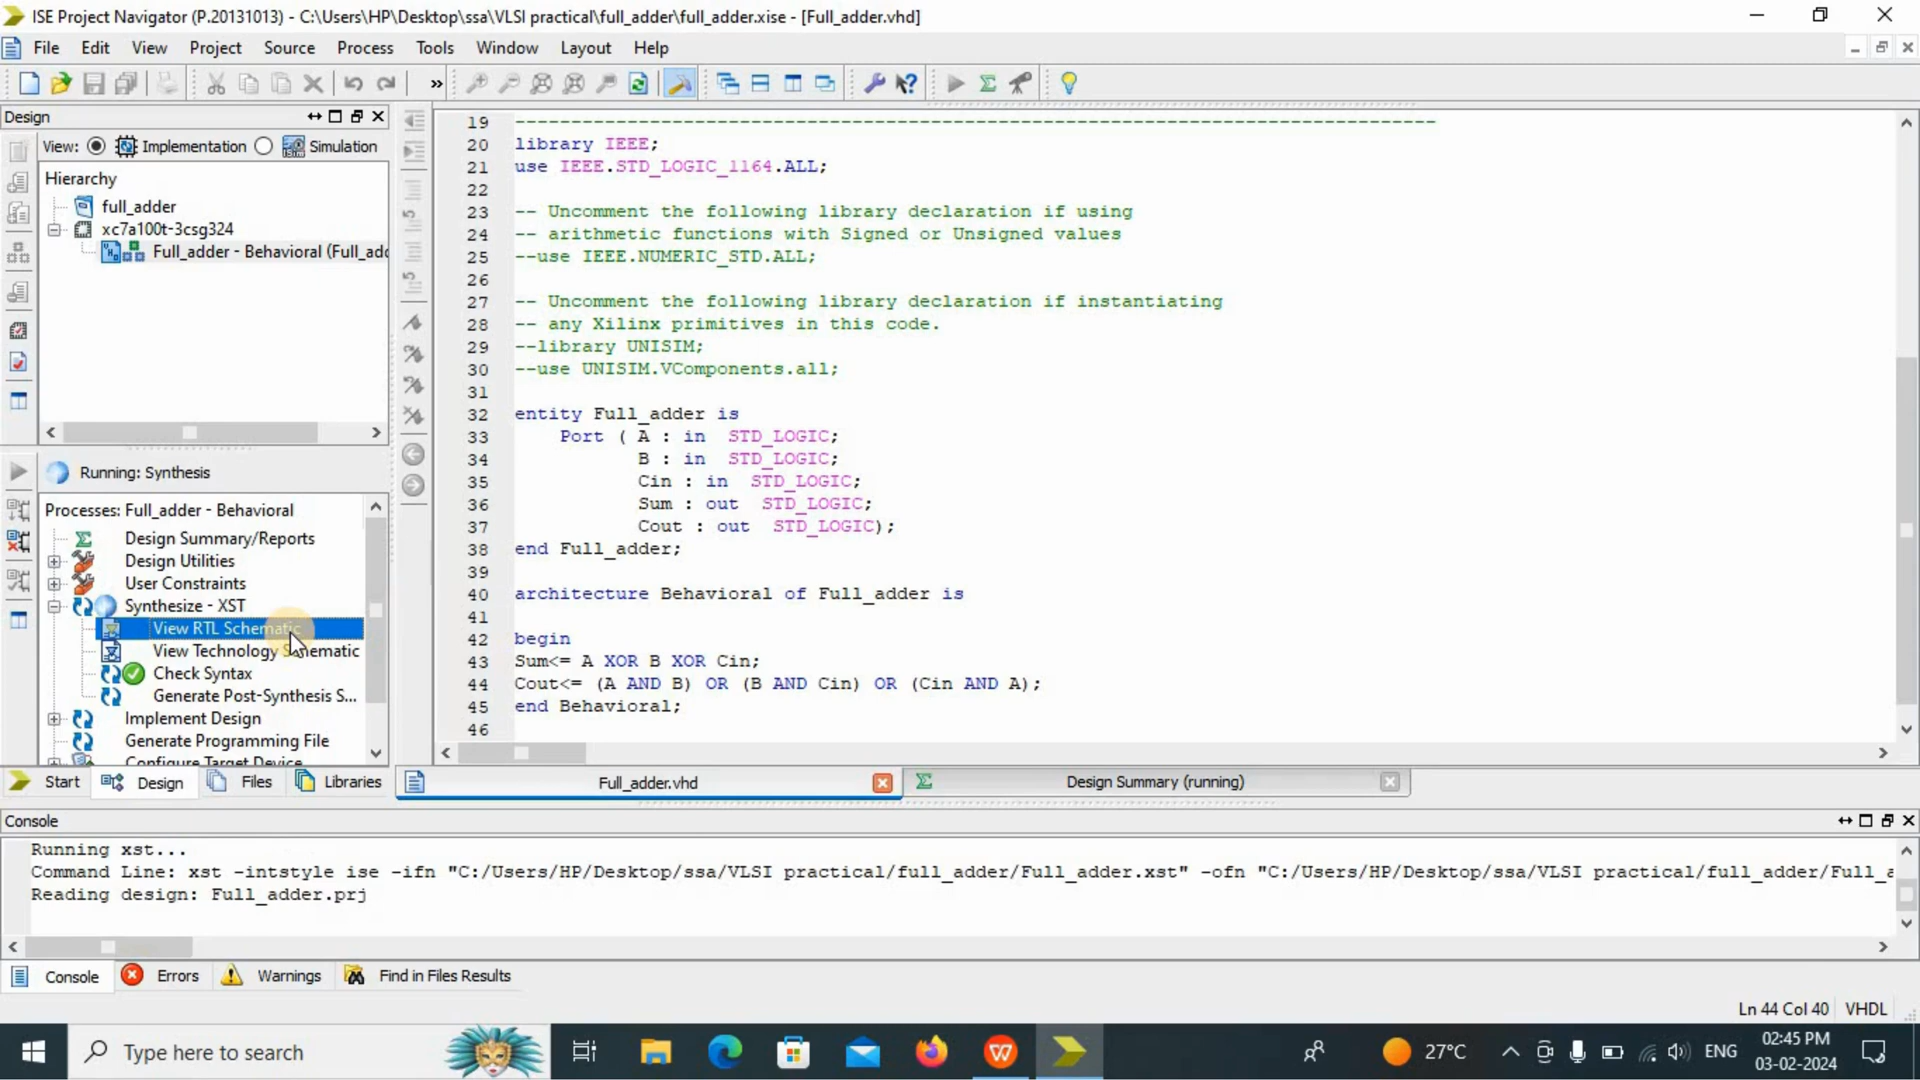 ISE Project Navigator (P.20131013) - C:\Users\HP\Desktop\ssa\VLSI practical\full_adder\full_adder.xise - [Full_adder.vhd]
File Edit View Project Source Process Tools Window Layout Help
Design
View: Implementation Simulation
Hierarchy
full_adder
xc7a100t-3csg324
Full_adder - Behavioral (Full_adc
Running: Synthesis
Processes: Full_adder - Behavioral
Design Summary/Reports
Design Utilities
User Constraints
Synthesize - XST
View RTL Schematic
View Technology Schematic
Check Syntax
Generate Post-Synthesis S...
Implement Design
Generate Programming File
Configure Target Device
Start Design Files Libraries
19 --------------------------------------------------------------------------------
20 library IEEE;
21 use IEEE.STD_LOGIC_1164.ALL;
22
23 -- Uncomment the following library declaration if using
24 -- arithmetic functions with Signed or Unsigned values
25 --use IEEE.NUMERIC_STD.ALL;
26
27 -- Uncomment the following library declaration if instantiating
28 -- any Xilinx primitives in this code.
29 --library UNISIM;
30 --use UNISIM.VComponents.all;
31
32 entity Full_adder is
33 Port ( A : in STD_LOGIC;
34 B : in STD_LOGIC;
35 Cin : in STD_LOGIC;
36 Sum : out STD_LOGIC;
37 Cout : out STD_LOGIC);
38 end Full_adder;
39
40 architecture Behavioral of Full_adder is
41
42 begin
43 Sum<= A XOR B XOR Cin;
44 Cout<= (A AND B) OR (B AND Cin) OR (Cin AND A);
45 end Behavioral;
46
Full_adder.vhd Design Summary (running)
Console
Running xst...
Command Line: xst -intstyle ise -ifn "C:/Users/HP/Desktop/ssa/VLSI practical/full_adder/Full_adder.xst" -ofn "C:/Users/HP/Desktop/ssa/VLSI practical/full_adder/Full_a
Reading design: Full_adder.prj
Console Errors Warnings Find in Files Results
Ln 44 Col 40 VHDL
Type here to search
27°C ENG
02:45 PM
03-02-2024